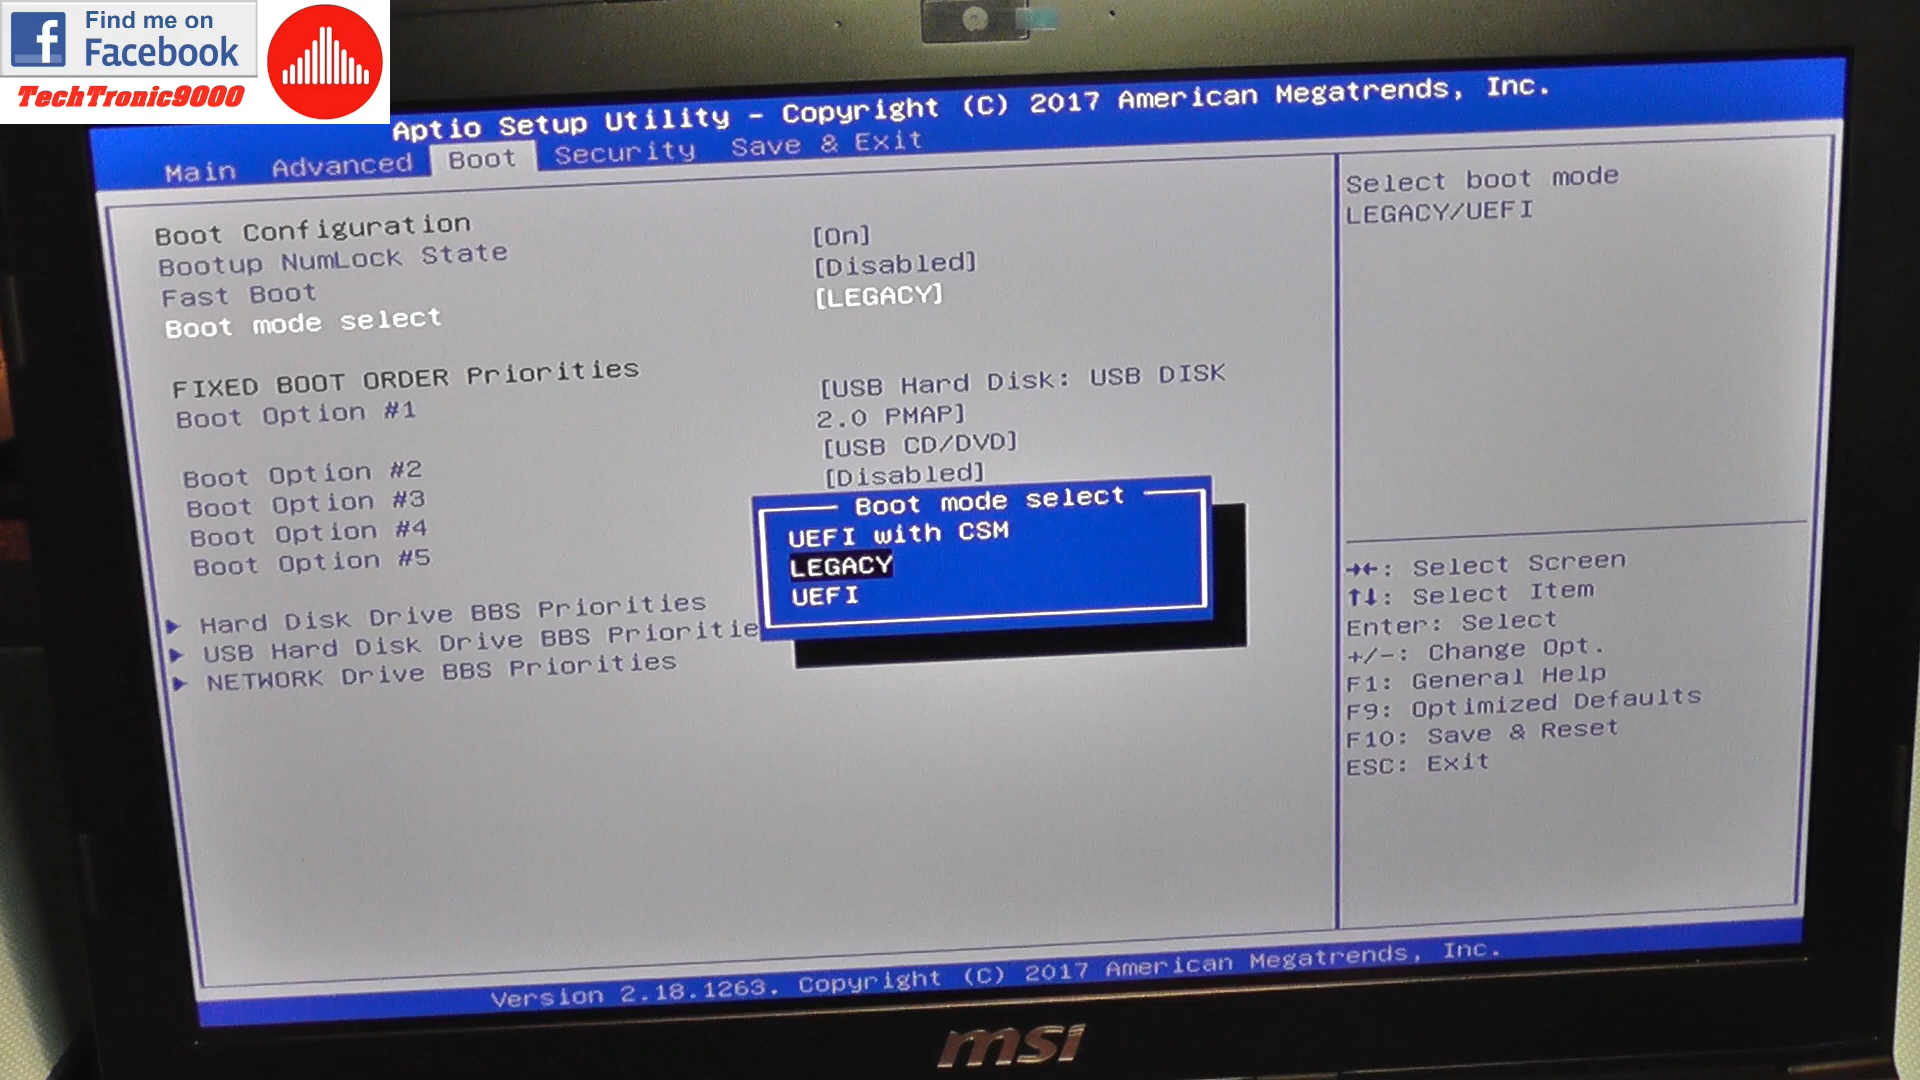 Find me on
Facebook
TechTronic9000
Aptio Setup Utility – Copyright (C) 2017 American Megatrends, Inc.
Main Advanced Boot Security Save & Exit
Boot Configuration
Bootup NumLock State [On]
Fast Boot [Disabled]
Boot mode select [LEGACY]
FIXED BOOT ORDER Priorities
Boot Option #1 [USB Hard Disk: USB DISK
2.0 PMAP]
Boot Option #2 [USB CD/DVD]
Boot Option #3 [Disabled]
Boot Option #4
Boot Option #5
Hard Disk Drive BBS Priorities
USB Hard Disk Drive BBS Prioritie
NETWORK Drive BBS Priorities
Boot mode select
UEFI with CSM
LEGACY
UEFI
Select boot mode
LEGACY/UEFI
→←: Select Screen
↑↓: Select Item
Enter: Select
+/-: Change Opt.
F1: General Help
F9: Optimized Defaults
F10: Save & Reset
ESC: Exit
Version 2.18.1263. Copyright (C) 2017 American Megatrends, Inc.
msi